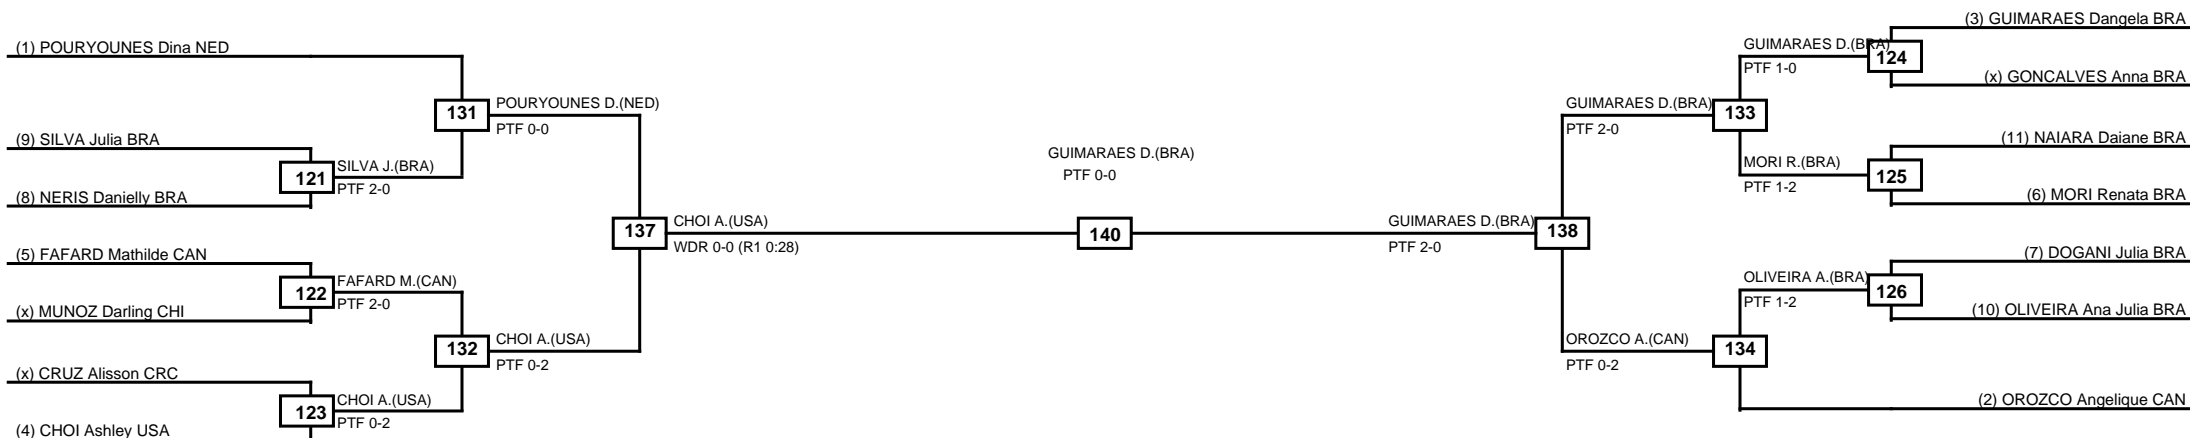 (1) POURYOUNES Dina NED
(9) SILVA Julia BRA
(8) NERIS Danielly BRA
(5) FAFARD Mathilde CAN
(x) MUNOZ Darling CHI
(x) CRUZ Alisson CRC
(4) CHOI Ashley USA
121
SILVA J.(BRA)
PTF 2-0
122
FAFARD M.(CAN)
PTF 2-0
123
CHOI A.(USA)
PTF 0-2
131
POURYOUNES D.(NED)
PTF 0-0
132
CHOI A.(USA)
PTF 0-2
137
CHOI A.(USA)
WDR 0-0 (R1 0:28)
GUIMARAES D.(BRA)
PTF 0-0
140
GUIMARAES D.(BRA)
PTF 2-0
138
GUIMARAES D.(BRA)
PTF 2-0
133
OROZCO A.(CAN)
PTF 0-2
134
GUIMARAES D.(BRA)
PTF 1-0
124
MORI R.(BRA)
PTF 1-2
125
OLIVEIRA A.(BRA)
PTF 1-2
126
(3) GUIMARAES Dangela BRA
(x) GONCALVES Anna BRA
(11) NAIARA Daiane BRA
(6) MORI Renata BRA
(7) DOGANI Julia BRA
(10) OLIVEIRA Ana Julia BRA
(2) OROZCO Angelique CAN